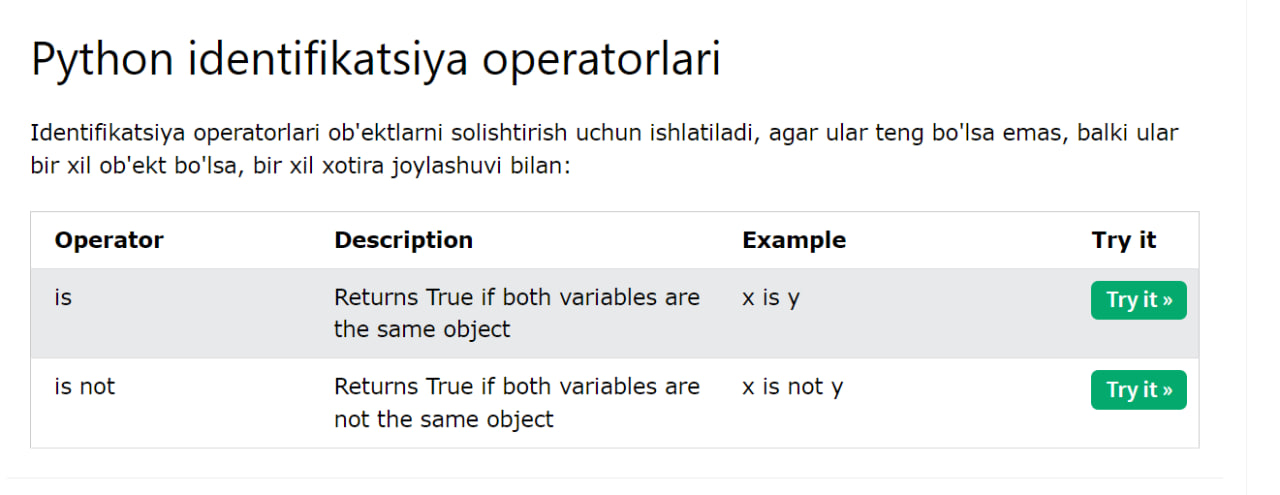 Python identifikatsiya operatorlari
Identifikatsiya operatorlari ob'ektlarni solishtirish uchun ishlatiladi, agar ular teng bo'lsa emas, balki ular
bir xil ob'ekt bo'lsa, bir xil xotira joylashuvi bilan:
Operator Description Example Try it
is Returns True if both variables are x is y Try it »
the same object
is not Returns True if both variables are x is not y Try it »
not the same object